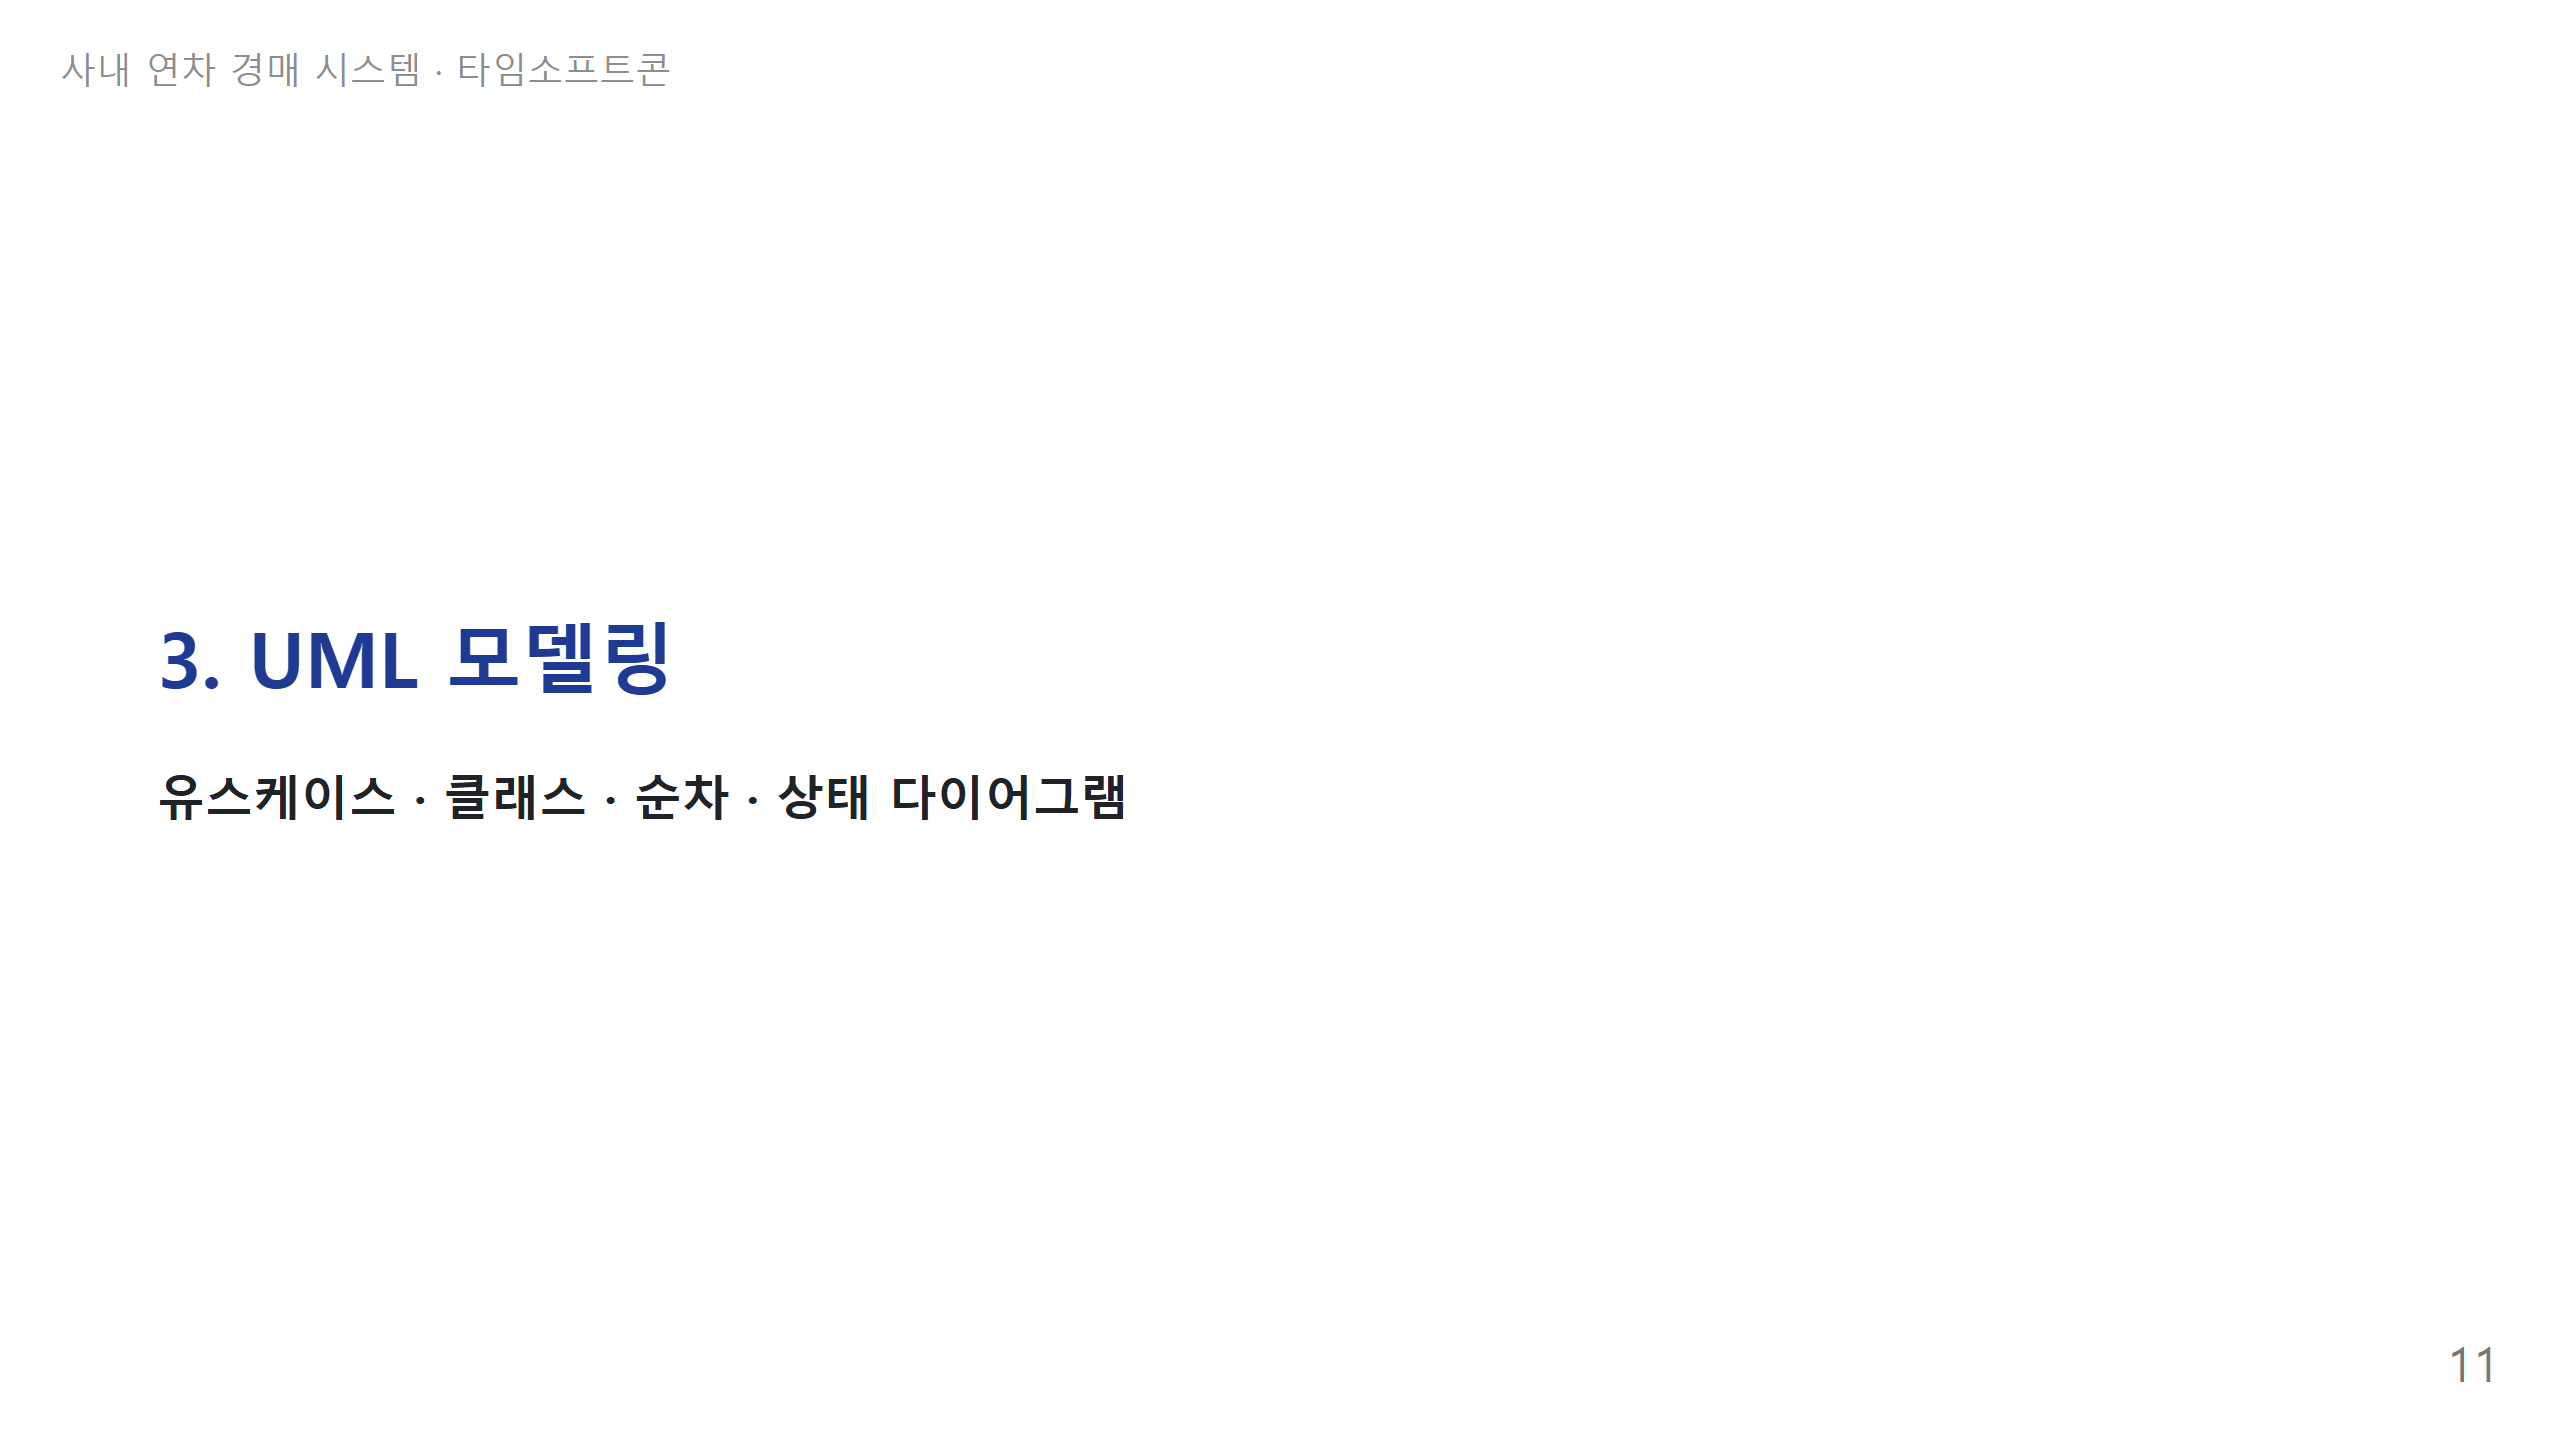 사내 연차 경매 시스템 · 타임소프트콘
3. UML 모델링
유스케이스 · 클래스 · 순차 · 상태 다이어그램
11